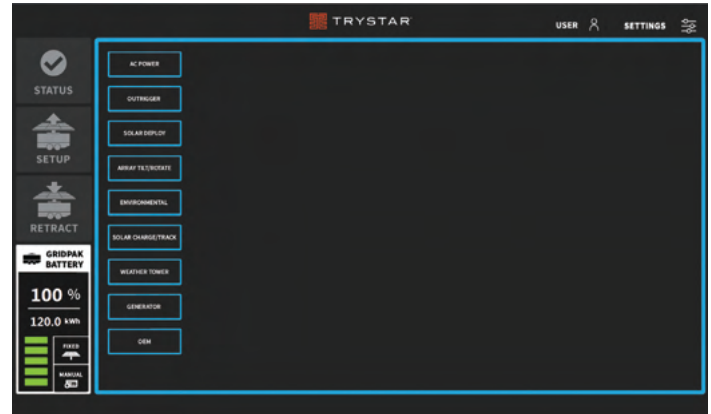 TRYSTAR
USER
SETTINGS
STATUS
SETUP
RETRACT
GRIDPAK
BATTERY
100 %
120.0 kWh
FIXED
MANUAL
AC POWER
OUTRIGGER
SOLAR DEPLOY
ARRAY TILT/ROTATE
ENVIRONMENTAL
SOLAR CHARGE/TRACK
WEATHER TOWER
GENERATOR
OEM